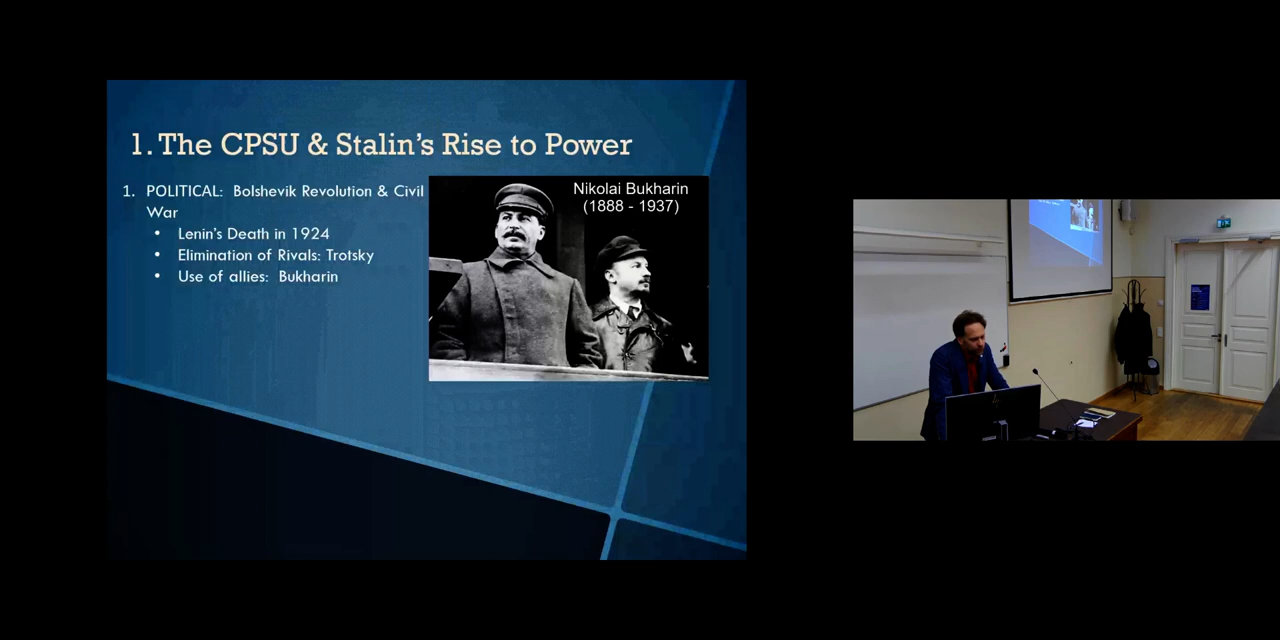 1. The CPSU & Stalin's Rise to Power
1. POLITICAL: Bolshevik Revolution & Civil
War
• Lenin's Death in 1924
• Elimination of Rivals: Trotsky
• Use of allies: Bukharin
Nikolai Bukharin
(1888 - 1937)